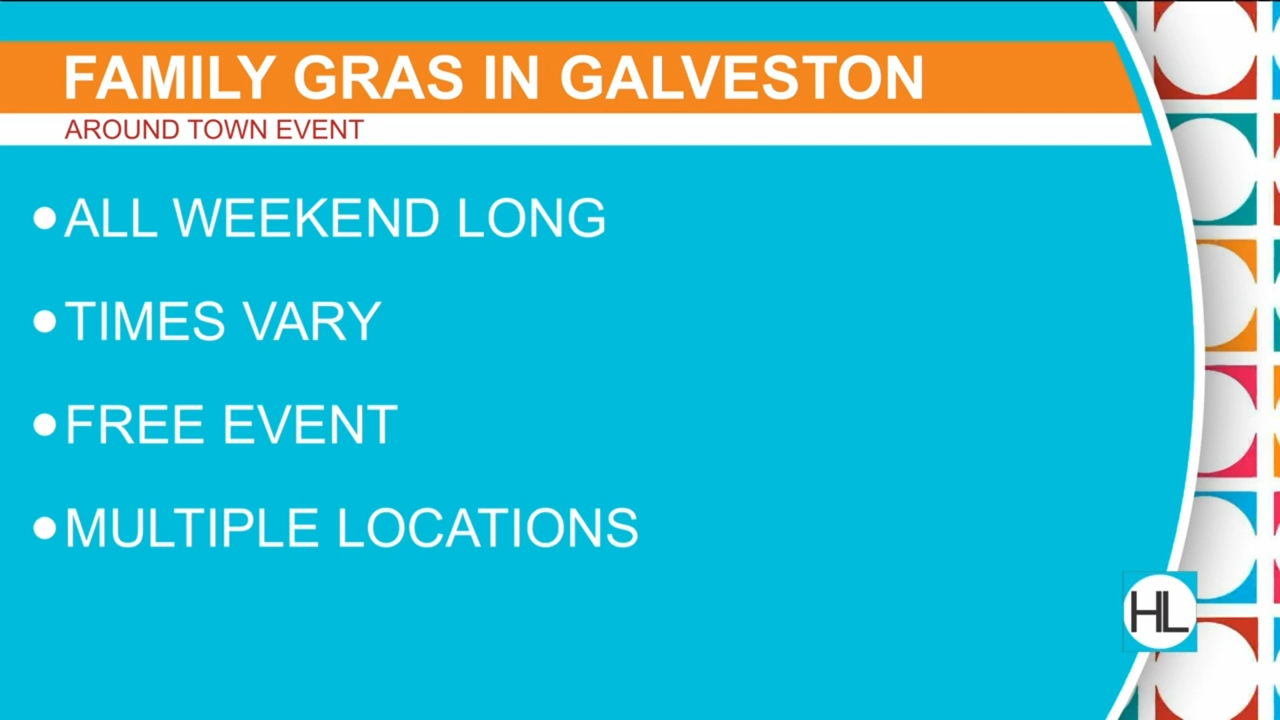 FAMILY GRAS IN GALVESTON
AROUND TOWN EVENT
•ALL WEEKEND LONG
•TIMES VARY
•FREE EVENT
•MULTIPLE LOCATIONS
HL